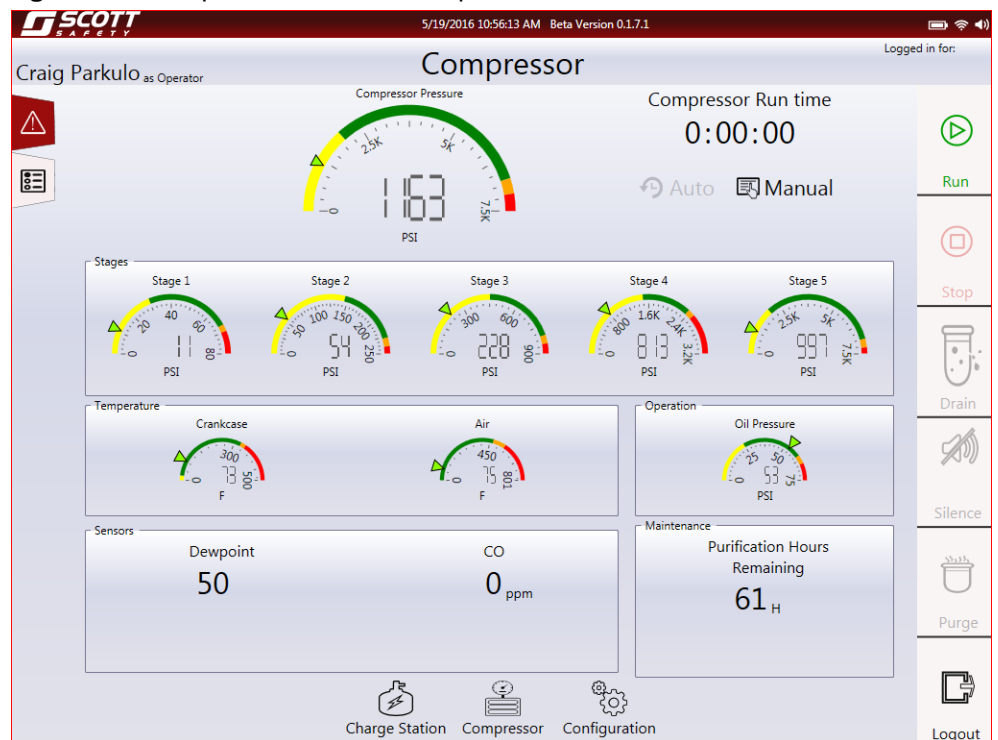 SCOTT
SAFETY
5/19/2016 10:56:13 AM Beta Version 0.1.7.1
Logged in for:
Craig Parkulo as Operator
Compressor
Compressor Pressure
0 2.5K 5K 7.5K
1163
PSI
Compressor Run time
0:00:00
Auto Manual
Run
Stop
Drain
Silence
Purge
Logout
Stages
Stage 1
0 20 40 60 80
11
PSI
Stage 2
0 50 100 150 200 250
54
PSI
Stage 3
0 300 600 900
228
PSI
Stage 4
0 800 1.6K 2.4K 3.2K
813
PSI
Stage 5
0 2.5K 5K 7.5K
997
PSI
Temperature
Crankcase
0 300 500
73
F
Air
0 450 801
75
F
Operation
Oil Pressure
0 25 50 75
53
PSI
Sensors
Dewpoint
50
CO
0 ppm
Maintenance
Purification Hours
Remaining
61 H
Charge Station Compressor Configuration